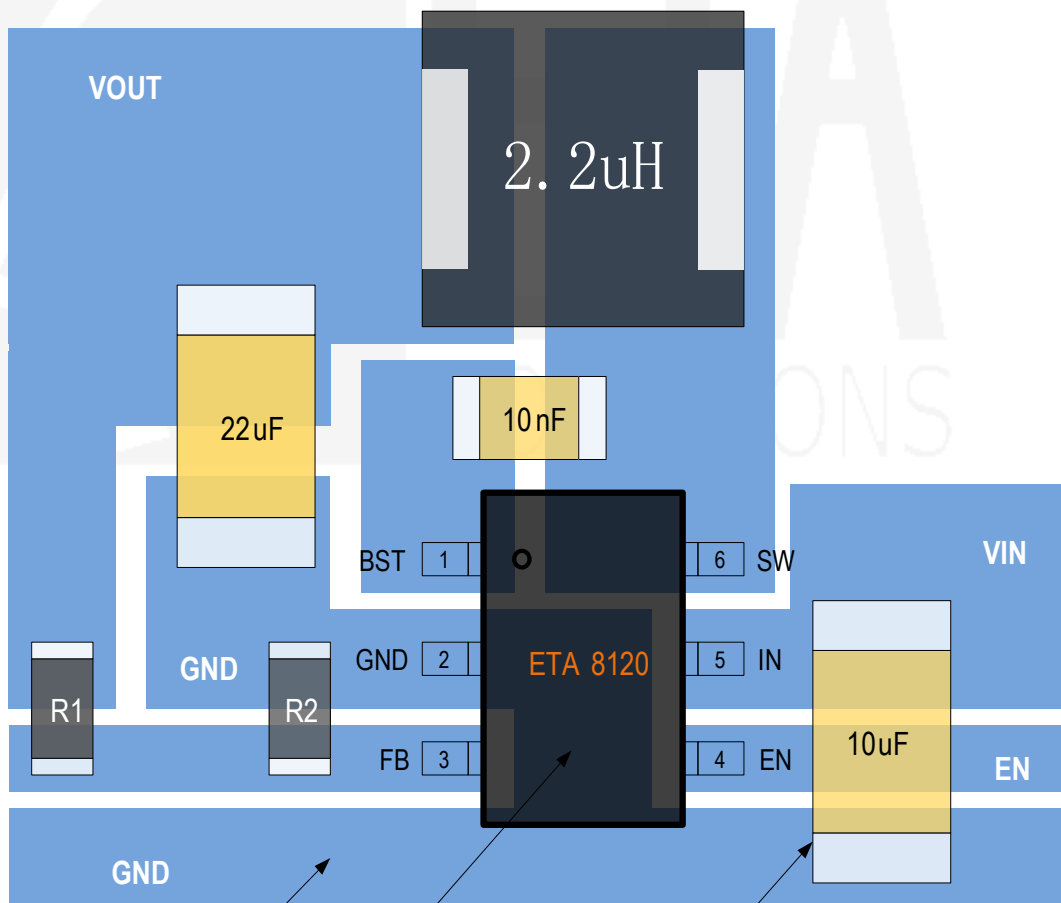 VOUT
2.2uH
22uF
10nF
BST 1
6 SW
VIN
GND
GND 2
ETA 8120
5 IN
R1
R2
FB 3
4 EN
10uF
EN
GND